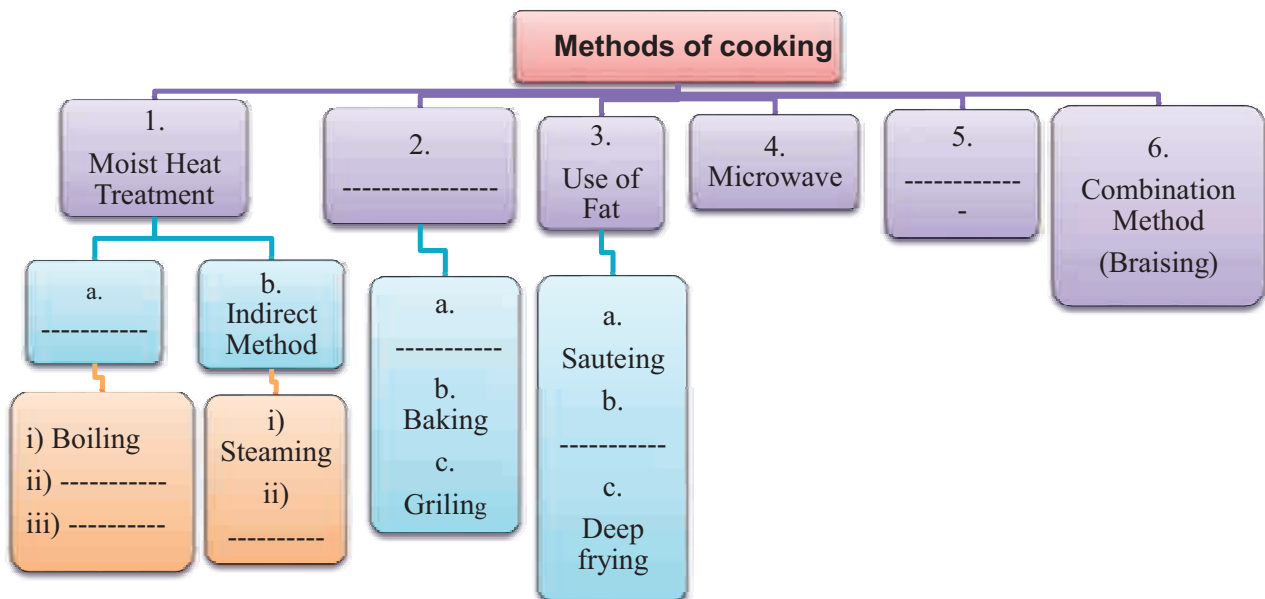 Methods of cooking
1.
Moist Heat
Treatment
2.
----------------
3.
Use of
Fat
4.
Microwave
5.
-----------
-
6.
Combination
Method
(Braising)
a.
-----------
b.
Indirect
Method
a.
-----------
b.
Baking
c.
Griling
a.
Sauteing
b.
-----------
c.
Deep
frying
i) Boiling
ii) -----------
iii) ----------
i)
Steaming
ii)
----------